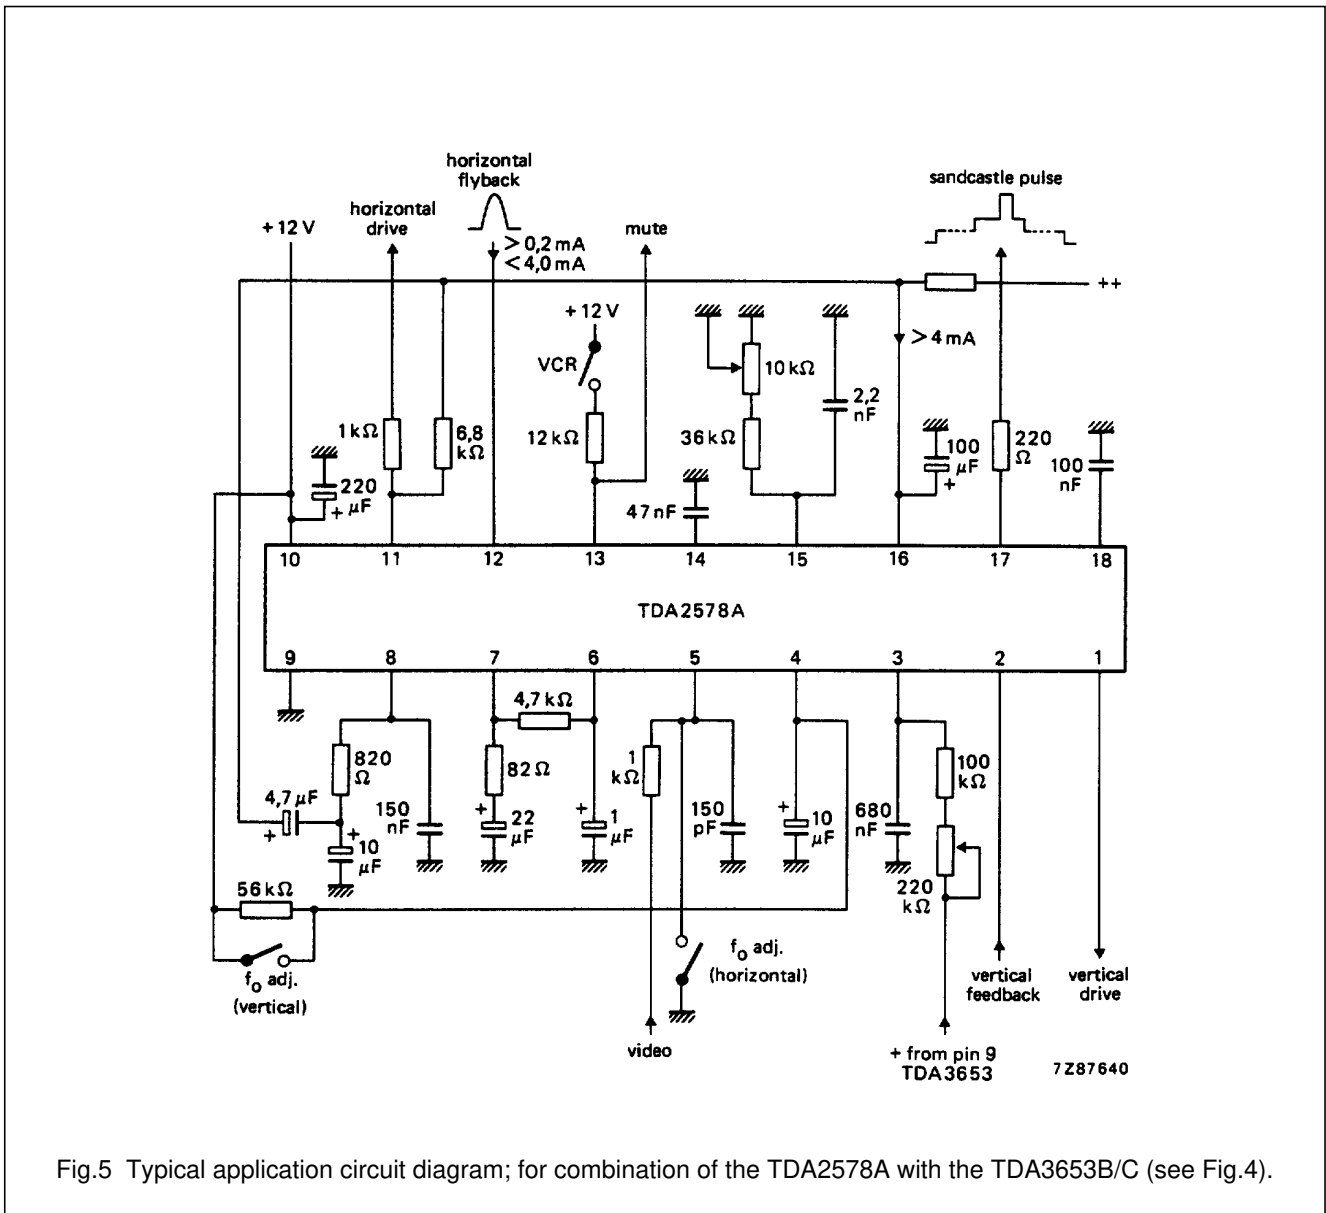 horizontal
flyback
sandcastle pulse
horizontal
drive
+12 V
mute
> 0,2 mA
< 4,0 mA
++
+12 V
> 4 mA
VCR
10 kΩ
2,2
nF
1 kΩ
6,8
kΩ
12 kΩ
36 kΩ
100
μF
+
220
Ω
100
nF
220
μF
+
47 nF
10
11
12
13
14
15
16
17
18
TDA2578A
9
8
7
6
5
4
3
2
1
4,7 kΩ
820
Ω
82 Ω
1
kΩ
100
kΩ
4,7 μF
+
+
10
μF
150
nF
+
22
μF
+
1
μF
150
pF
+
10
μF
680
nF
220
kΩ
56 kΩ
fo adj.
(vertical)
fo adj.
(horizontal)
vertical
feedback
vertical
drive
video
+ from pin 9
TDA3653
7Z87640
Fig.5 Typical application circuit diagram; for combination of the TDA2578A with the TDA3653B/C (see Fig.4).